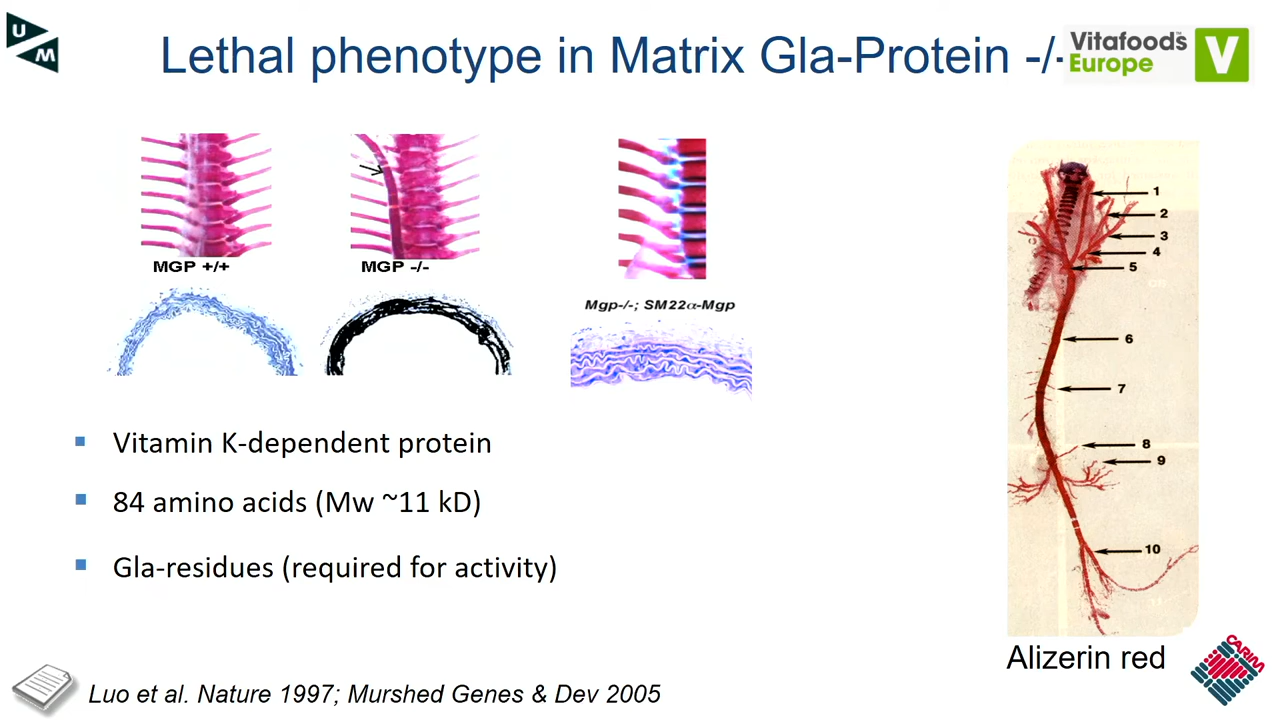 U
M
Lethal phenotype in Matrix Gla-Protein -/-
Vitafoods™
Europe
V
MGP +/+
MGP -/-
Mgp-/-; SM22α-Mgp
1
2
3
4
5
6
7
8
9
10
▪ Vitamin K-dependent protein
▪ 84 amino acids (Mw ~11 kD)
▪ Gla-residues (required for activity)
Alizerin red
CARIM
Luo et al. Nature 1997; Murshed Genes & Dev 2005